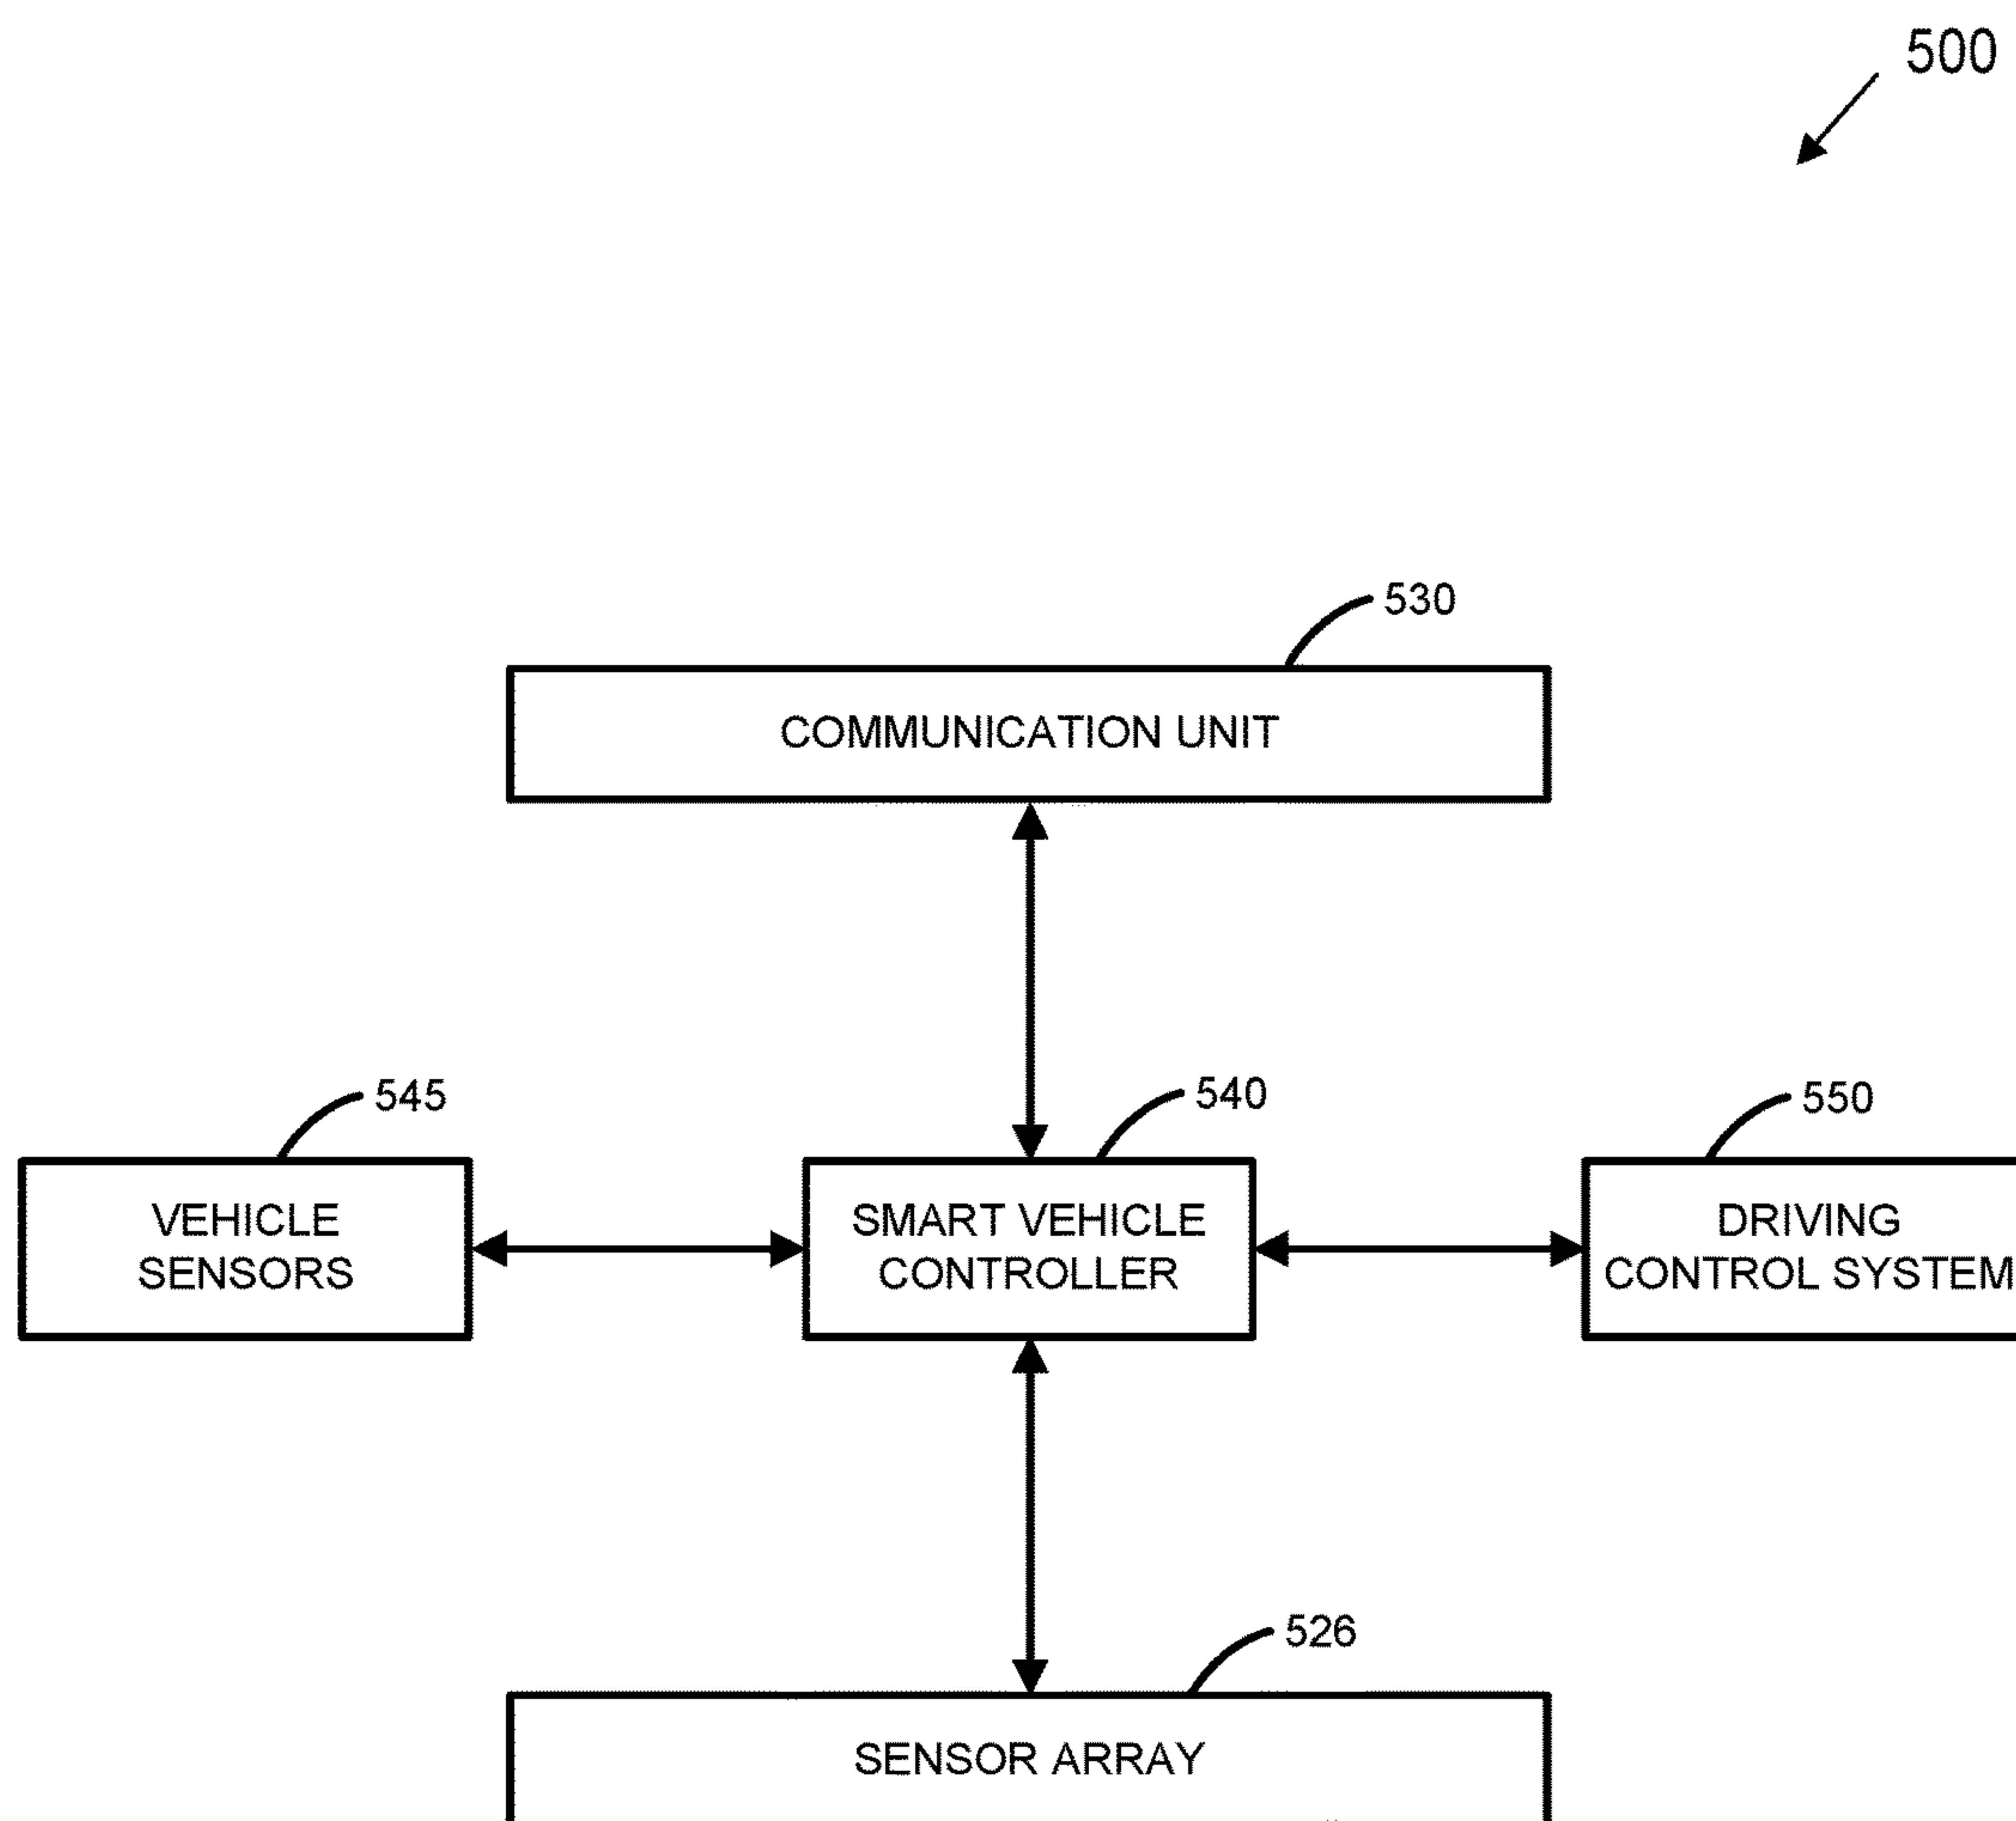 500
530
COMMUNICATION UNIT
545
540
550
VEHICLE
SENSORS
SMART VEHICLE
CONTROLLER
DRIVING
CONTROL SYSTEM
526
SENSOR ARRAY